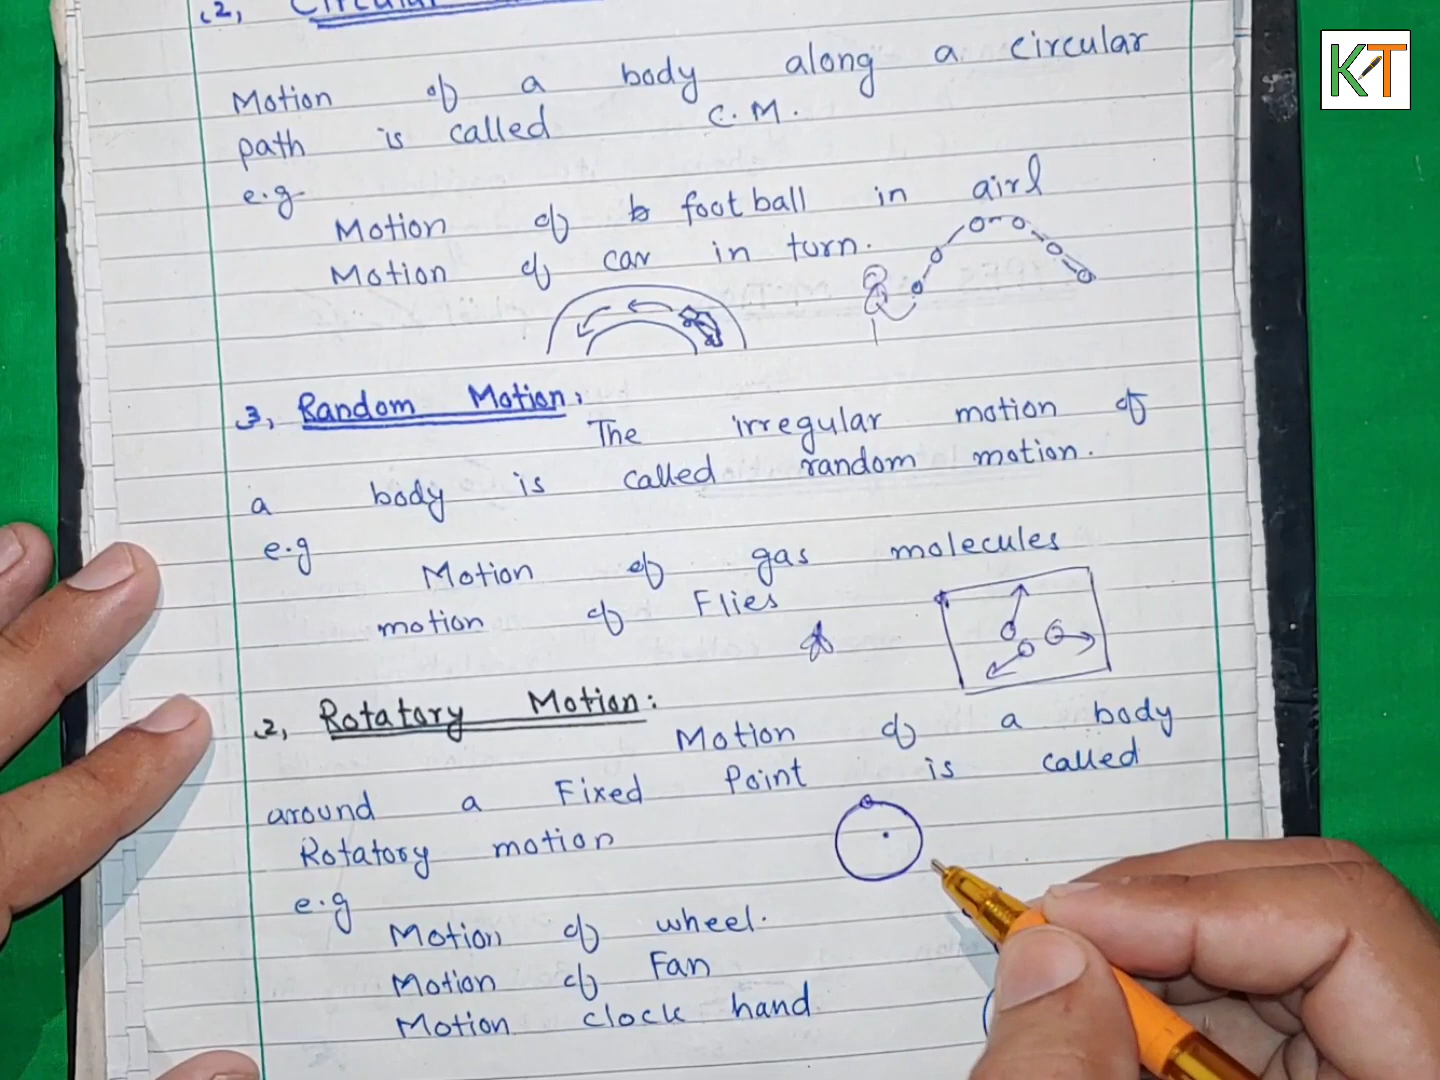 .2, Circular
Motion of a body along a circular
path is called C.M.
e.g
Motion of football in air
Motion of car in turn.
.3, Random Motion:
The irregular motion of
a body is called random motion.
e.g
Motion of gas molecules
motion of Flies
.2, Rotatory Motion:
Motion of a body
around a Fixed Point is called
Rotatory motion
e.g
Motion of wheel.
Motion of Fan
Motion clock hand
KT